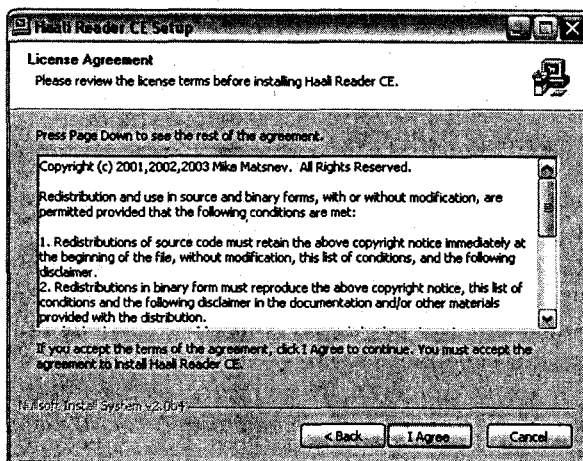 Haali Reader CE Setup
License Agreement
Please review the license terms before installing Haali Reader CE.
Press Page Down to see the rest of the agreement.
Copyright (c) 2001,2002,2003 Mike Matsnev. All Rights Reserved.
Redistribution and use in source and binary forms, with or without modification, are
permitted provided that the following conditions are met:
1. Redistributions of source code must retain the above copyright notice immediately at
the beginning of the file, without modification, this list of conditions, and the following
disclaimer.
2. Redistributions in binary form must reproduce the above copyright notice, this list of
conditions and the following disclaimer in the documentation and/or other materials
provided with the distribution.
If you accept the terms of the agreement, click I Agree to continue. You must accept the
agreement to install Haali Reader CE.
Nullsoft Install System v2.0b4
< Back I Agree Cancel